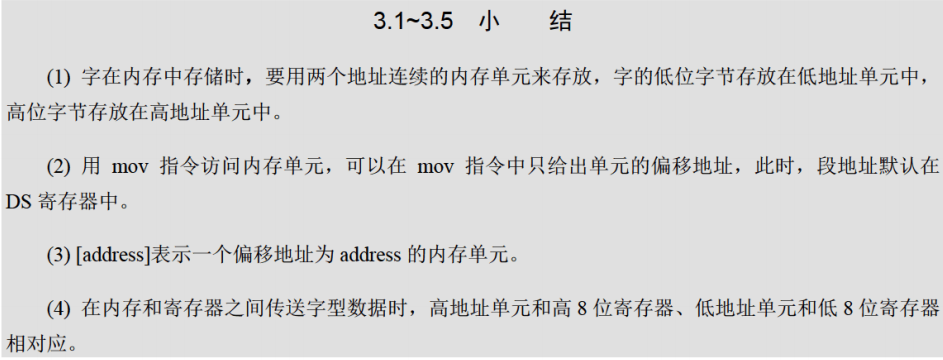 3.1~3.5 小 结
(1) 字在内存中存储时，要用两个地址连续的内存单元来存放，字的低位字节存放在低地址单元中，
高位字节存放在高地址单元中。
(2) 用 mov 指令访问内存单元，可以在 mov 指令中只给出单元的偏移地址，此时，段地址默认在
DS 寄存器中。
(3) [address]表示一个偏移地址为 address 的内存单元。
(4) 在内存和寄存器之间传送字型数据时，高地址单元和高 8 位寄存器、低地址单元和低 8 位寄存器
相对应。